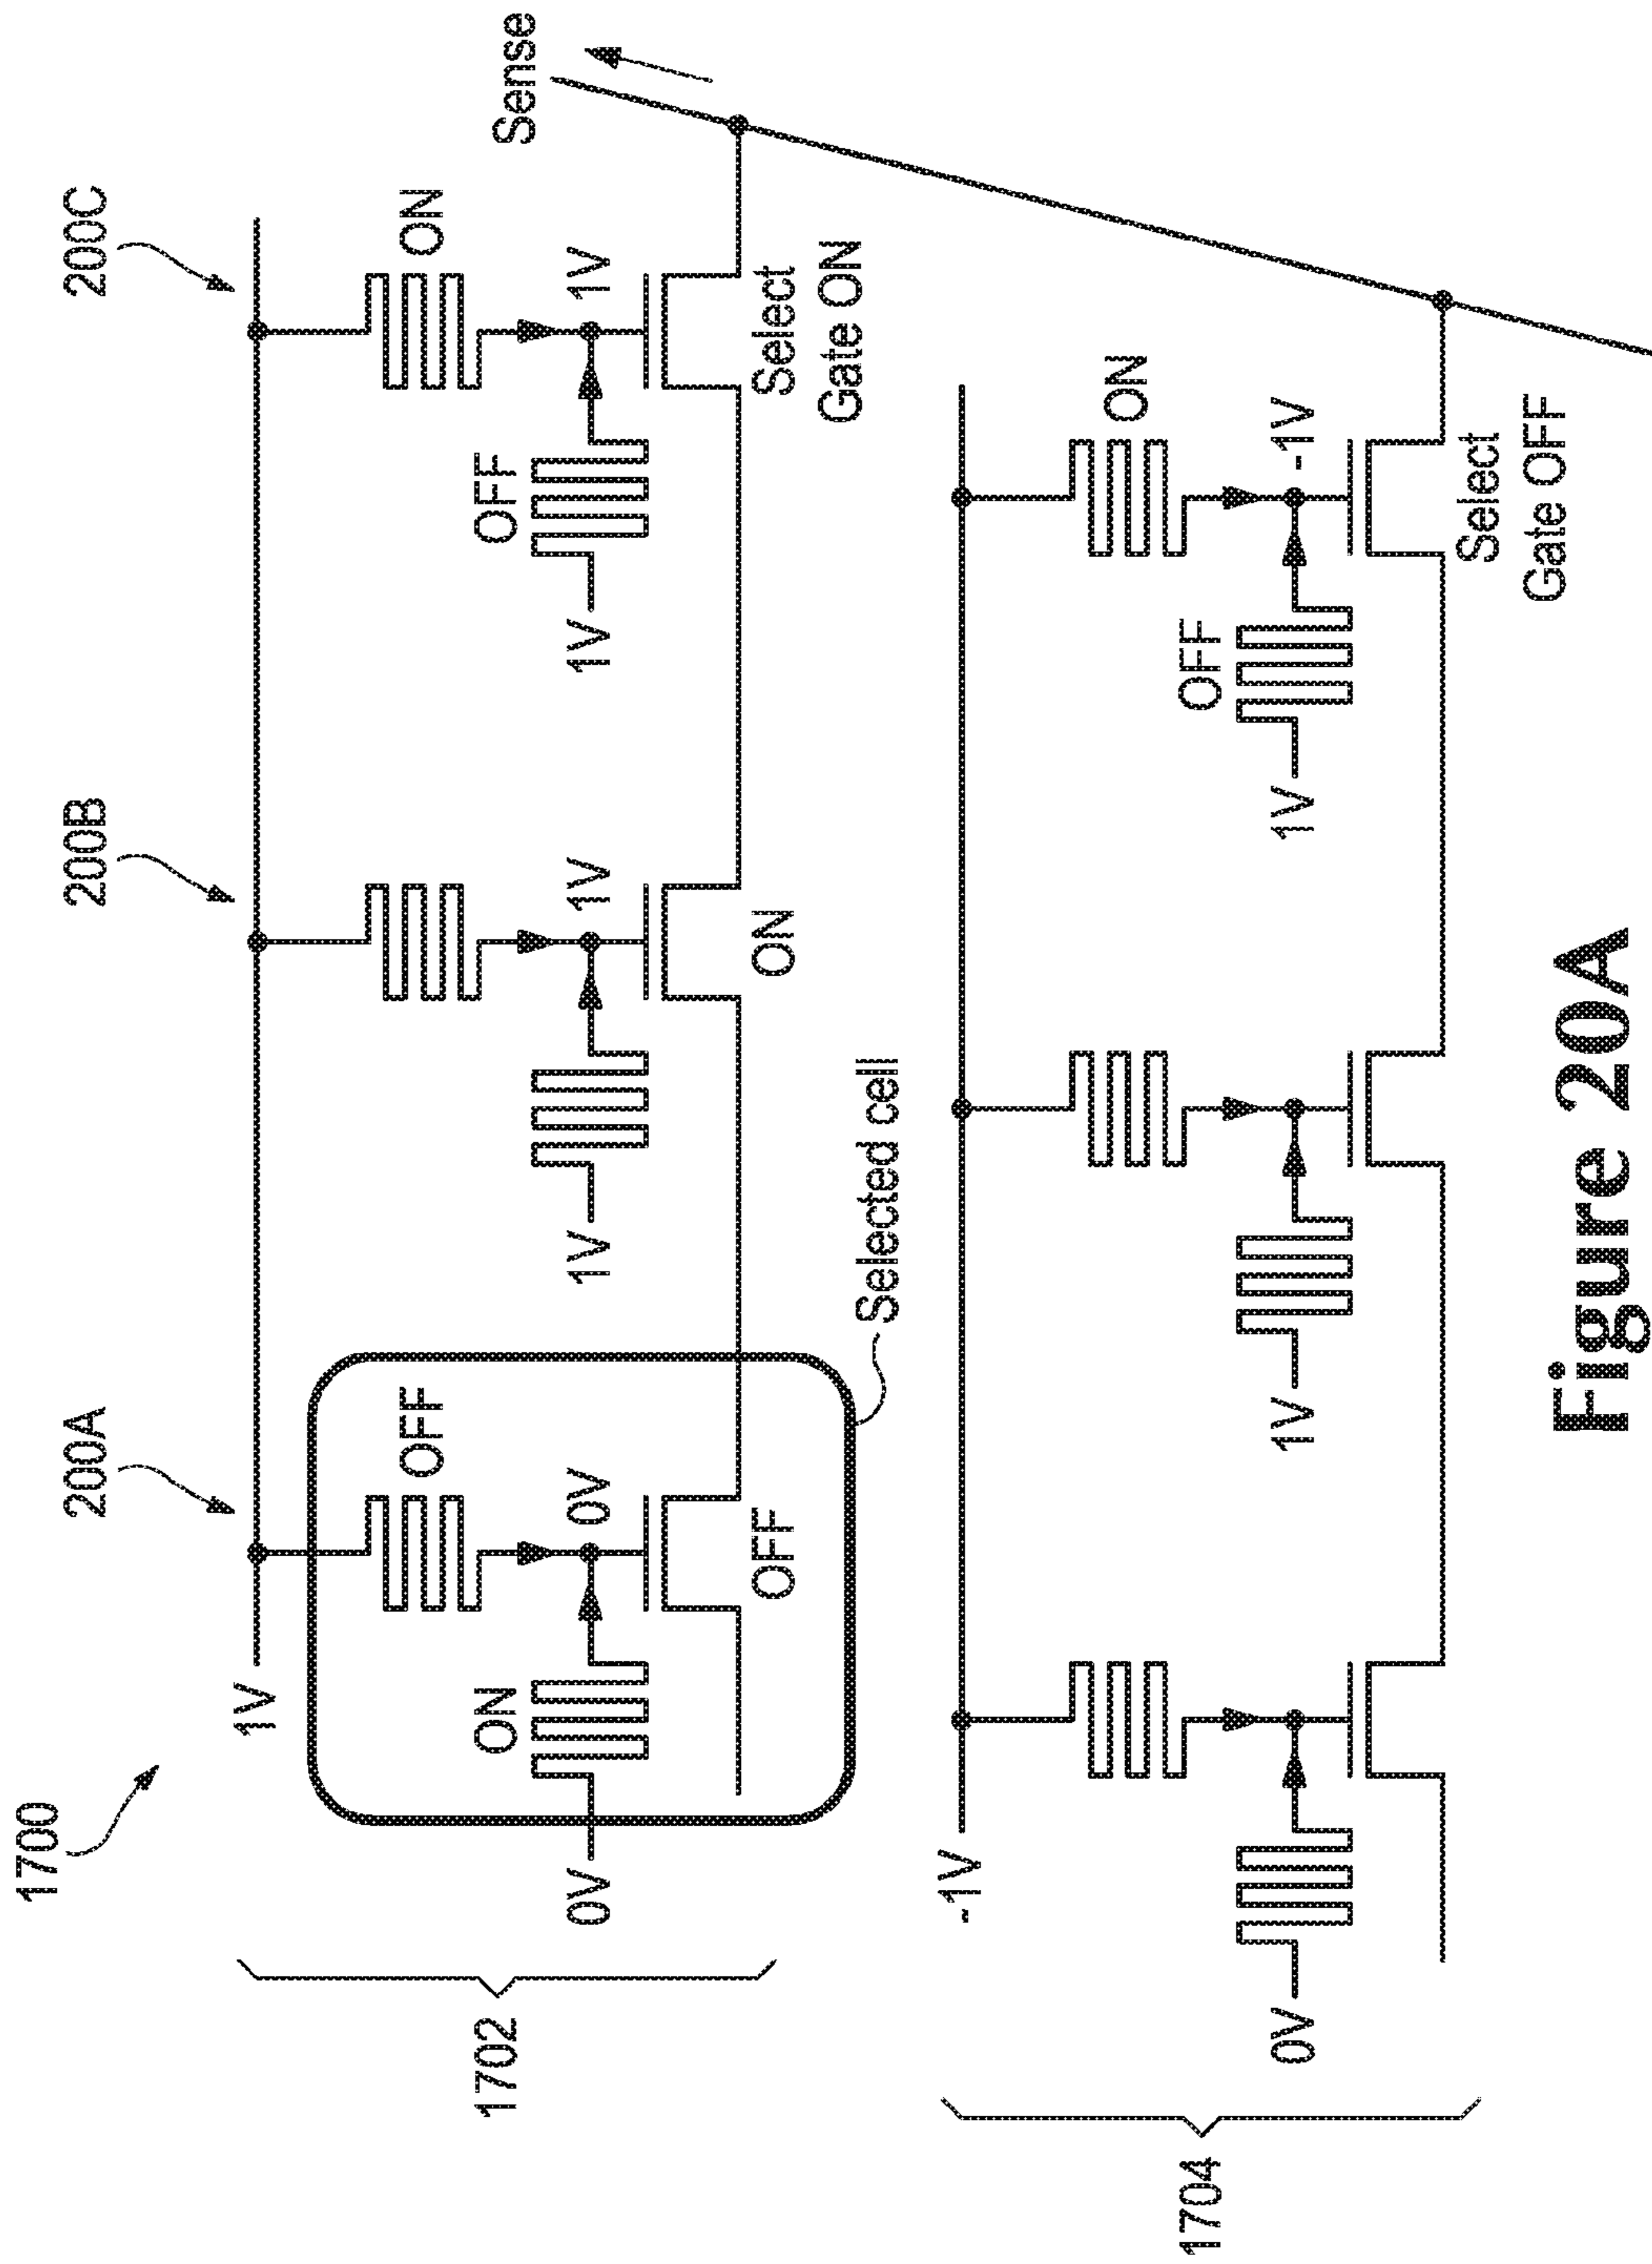 1700
200A
200B
200C
1V
Sense
OFF
ON
ON
OFF
0V
0V
1V
1V
1V
1V
OFF
ON
Select
Gate ON
1702
Selected cell
-1V
ON
OFF
0V
1V
1V
-1V
Select
Gate OFF
1704
Figure 20A